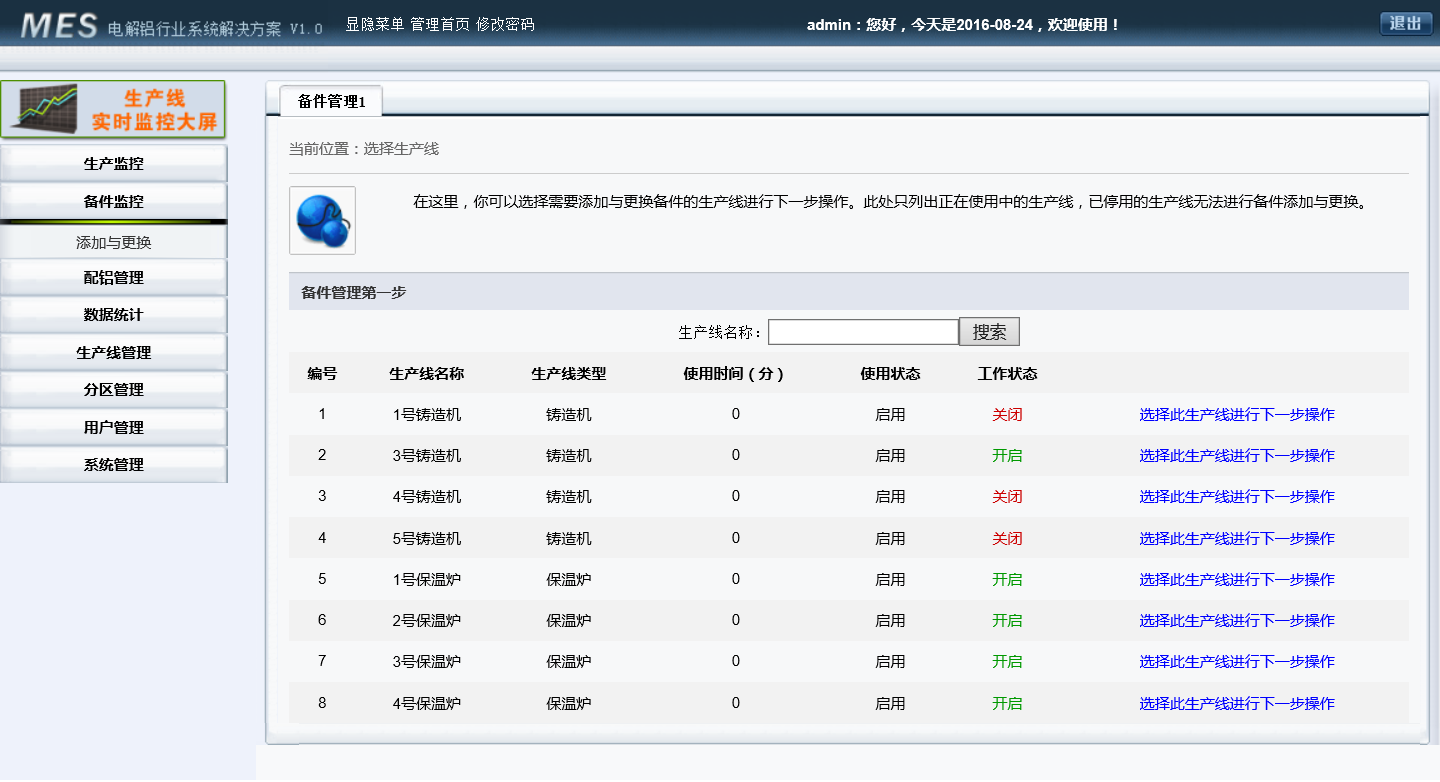 MES 电解铝行业系统解决方案 V1.0 显隐菜单 管理首页 修改密码 admin：您好，今天是2016-08-24，欢迎使用！ 退出
生产线
实时监控大屏
生产监控
备件监控
添加与更换
配铝管理
数据统计
生产线管理
分区管理
用户管理
系统管理
备件管理1
当前位置：选择生产线
在这里，你可以选择需要添加与更换备件的生产线进行下一步操作。此处只列出正在使用中的生产线，已停用的生产线无法进行备件添加与更换。
备件管理第一步
生产线名称： 搜索
编号 生产线名称 生产线类型 使用时间（分） 使用状态 工作状态
1 1号铸造机 铸造机 0 启用 关闭 选择此生产线进行下一步操作
2 3号铸造机 铸造机 0 启用 开启 选择此生产线进行下一步操作
3 4号铸造机 铸造机 0 启用 关闭 选择此生产线进行下一步操作
4 5号铸造机 铸造机 0 启用 关闭 选择此生产线进行下一步操作
5 1号保温炉 保温炉 0 启用 开启 选择此生产线进行下一步操作
6 2号保温炉 保温炉 0 启用 开启 选择此生产线进行下一步操作
7 3号保温炉 保温炉 0 启用 开启 选择此生产线进行下一步操作
8 4号保温炉 保温炉 0 启用 开启 选择此生产线进行下一步操作